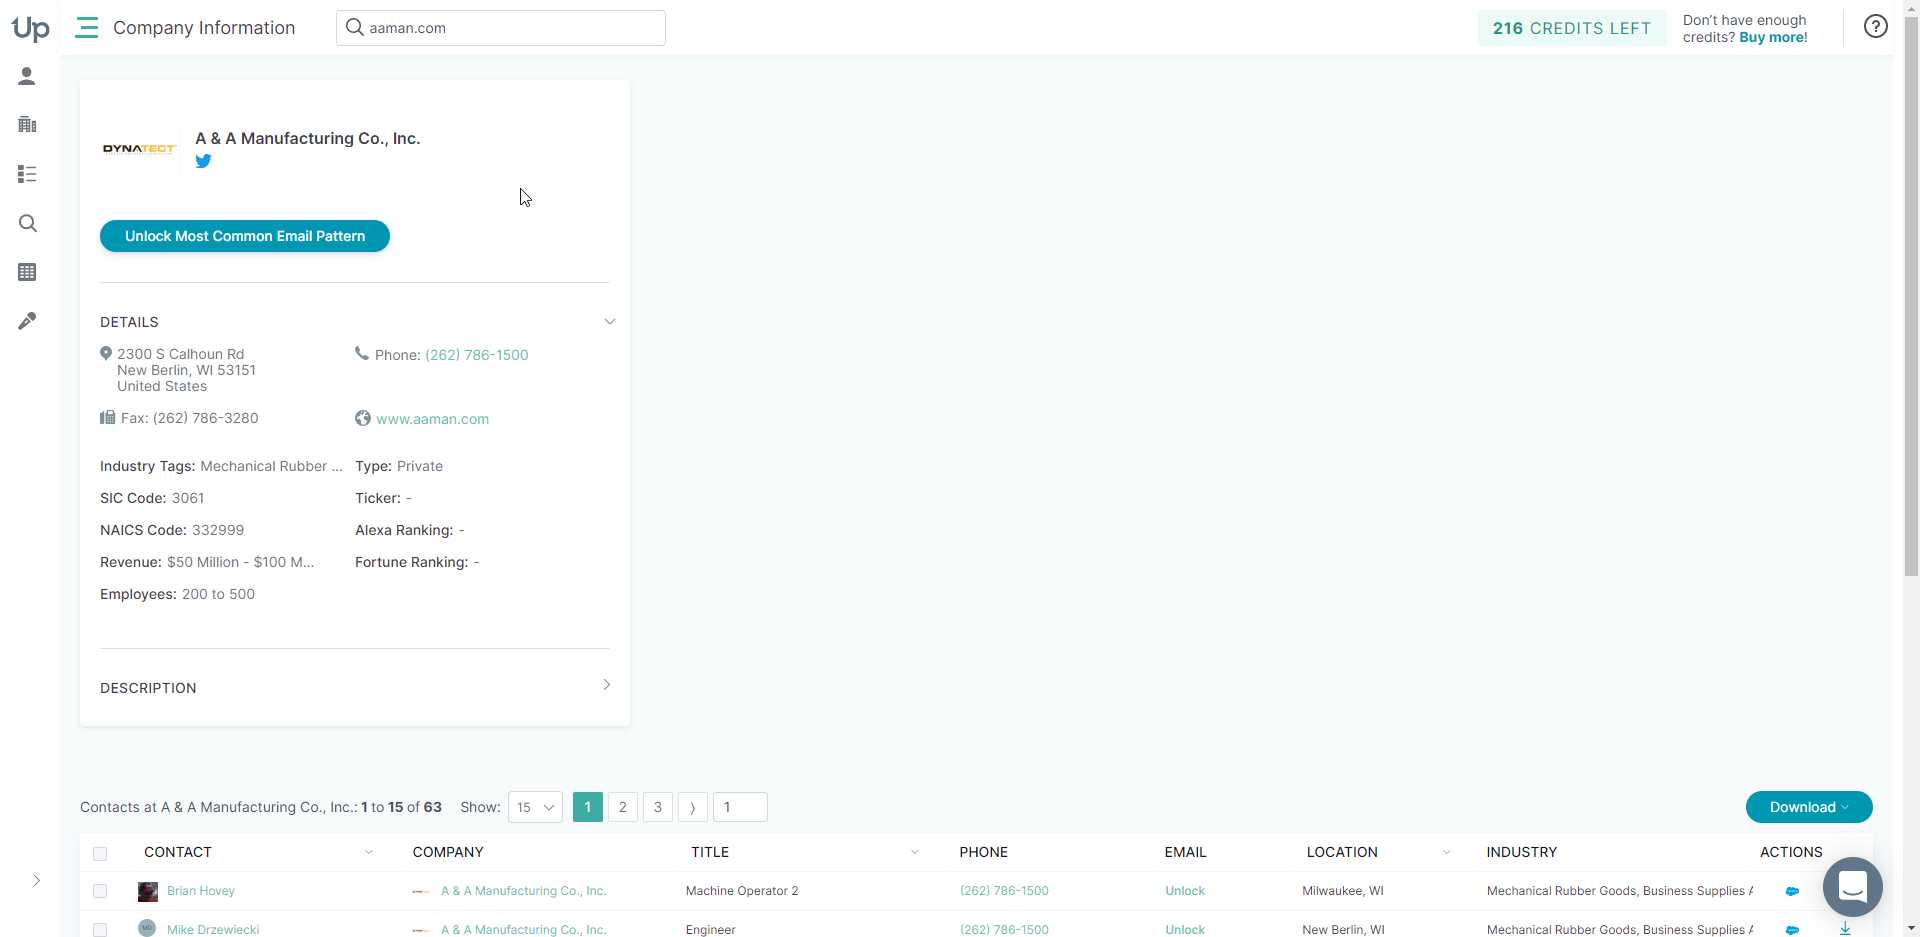 Up
Company Information
aaman.com
216 CREDITS LEFT
Don't have enough
credits? Buy more!
DYNATECT
A & A Manufacturing Co., Inc.
Unlock Most Common Email Pattern
DETAILS
2300 S Calhoun Rd
New Berlin, WI 53151
United States
Phone: (262) 786-1500
Fax: (262) 786-3280
www.aaman.com
Industry Tags: Mechanical Rubber ...
Type: Private
SIC Code: 3061
Ticker: -
NAICS Code: 332999
Alexa Ranking: -
Revenue: $50 Million - $100 M...
Fortune Ranking: -
Employees: 200 to 500
DESCRIPTION
Contacts at A & A Manufacturing Co., Inc.: 1 to 15 of 63 Show: 15 1 2 3 ⟩ 1
Download
CONTACT COMPANY TITLE PHONE EMAIL LOCATION INDUSTRY ACTIONS
Brian Hovey A & A Manufacturing Co., Inc. Machine Operator 2 (262) 786-1500 Unlock Milwaukee, WI Mechanical Rubber Goods, Business Supplies A
MD Mike Drzewiecki A & A Manufacturing Co., Inc. Engineer (262) 786-1500 Unlock New Berlin, WI Mechanical Rubber Goods, Business Supplies A